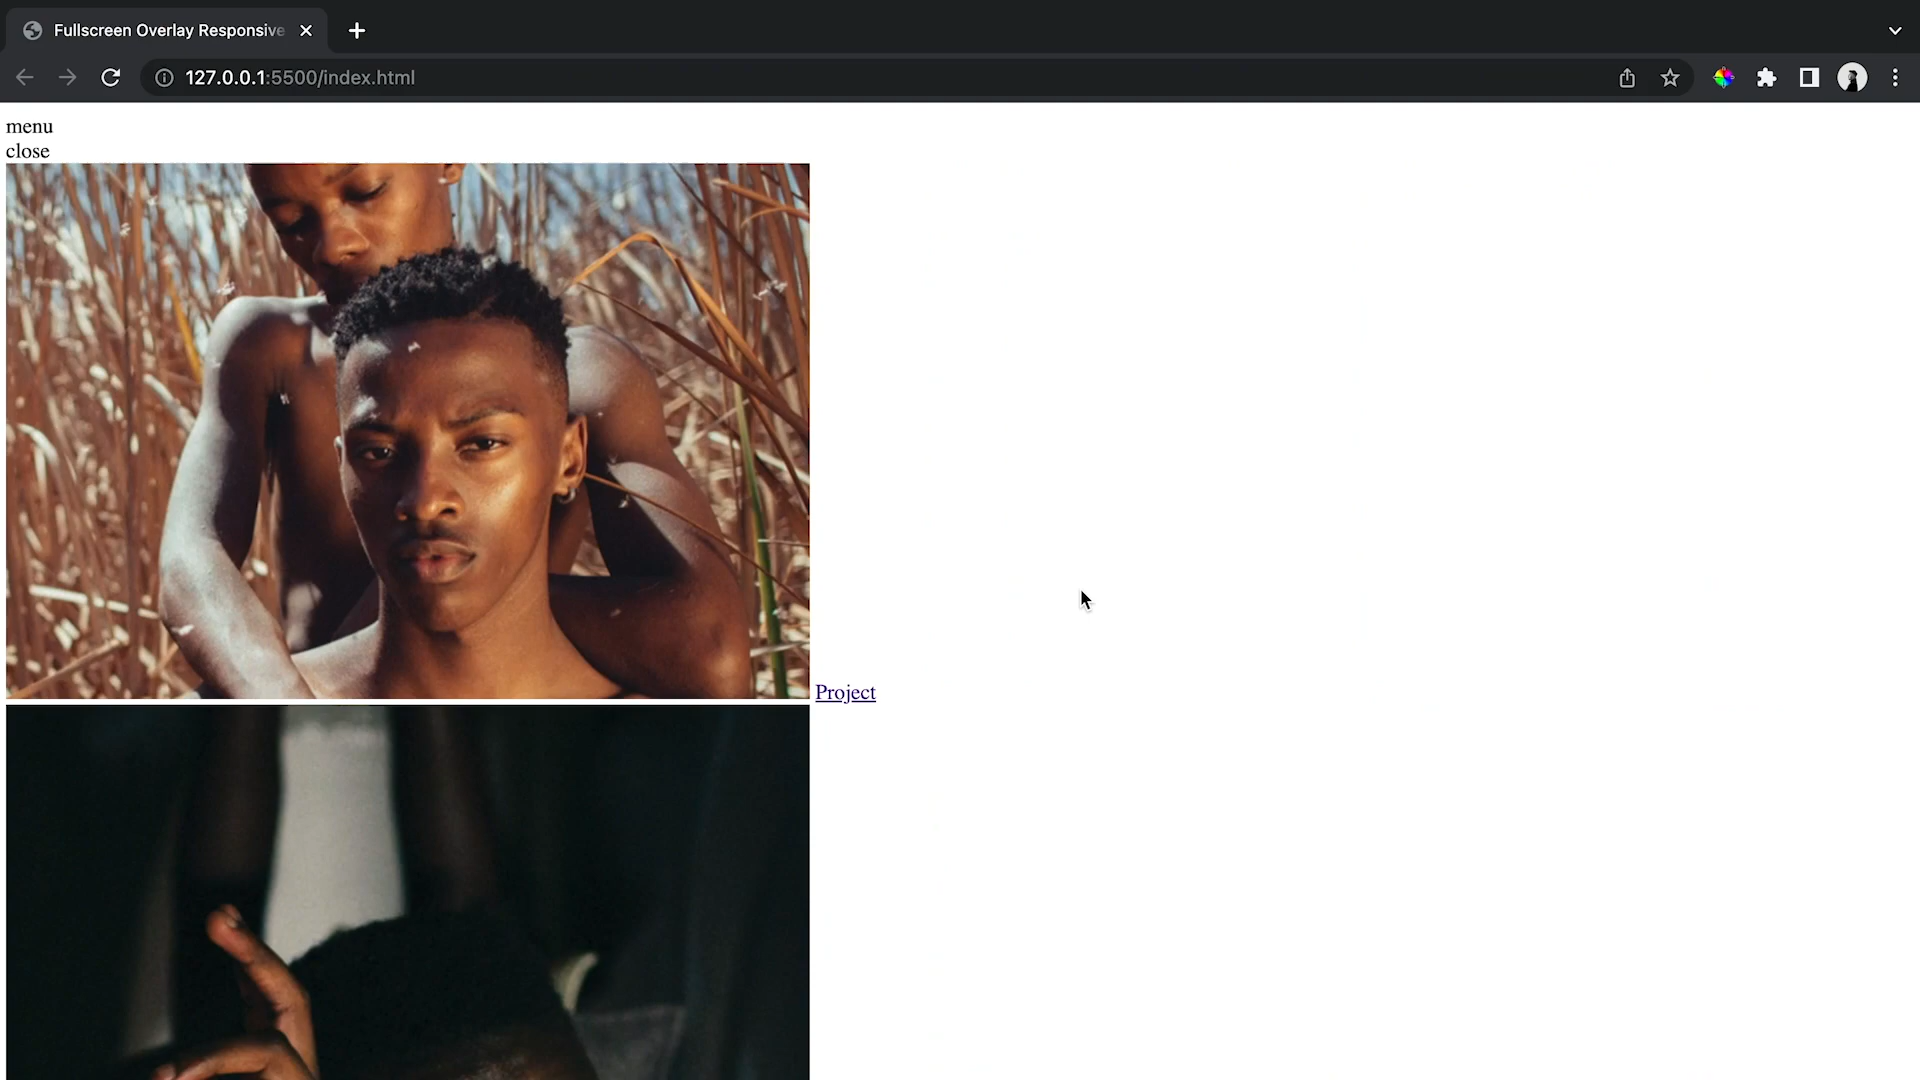 Fullscreen Overlay Responsive
127.0.0.1:5500/index.html
menu
close
Project